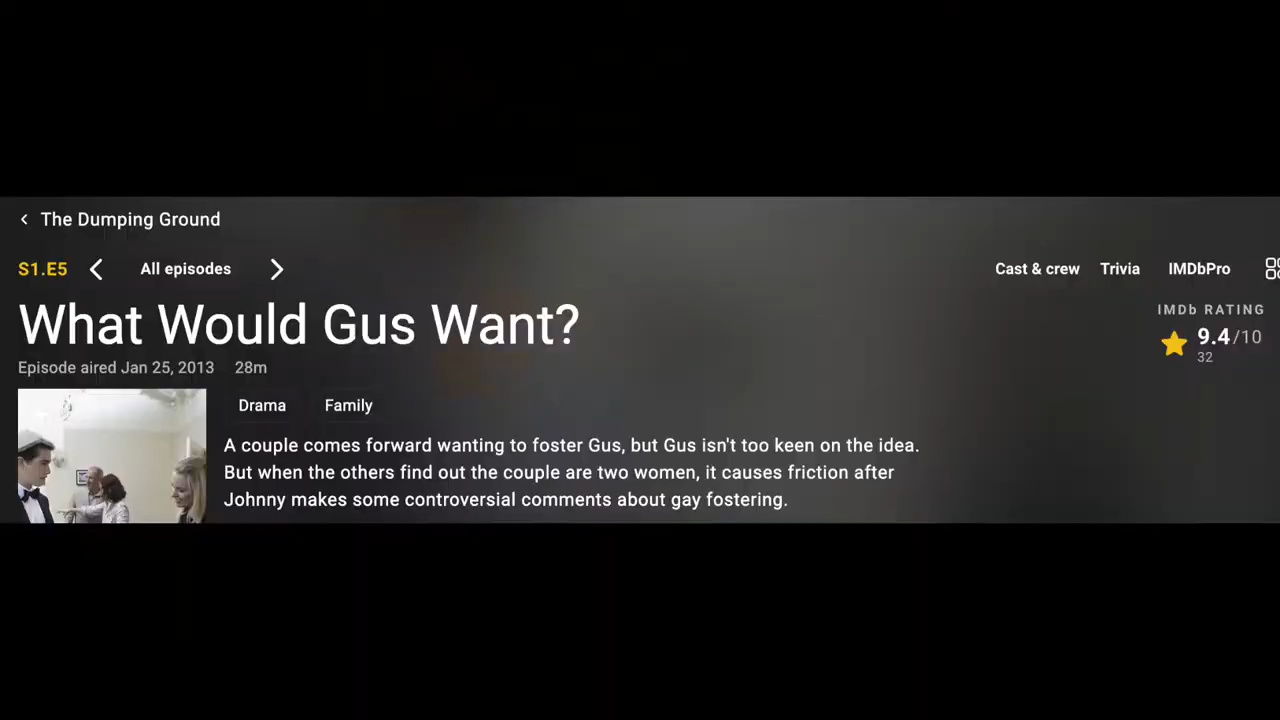 The Dumping Ground
S1.E5 All episodes Cast & crew Trivia IMDbPro
What Would Gus Want?
IMDb RATING
9.4/10
32
Episode aired Jan 25, 2013 28m
Drama Family
A couple comes forward wanting to foster Gus, but Gus isn't too keen on the idea.
But when the others find out the couple are two women, it causes friction after
Johnny makes some controversial comments about gay fostering.